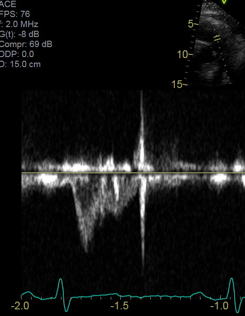 ACE
FPS: 76
f: 2.0 MHz
G(t): -8 dB
Compr: 69 dB
DDP: 0.0
D: 15.0 cm
5-
10-
15-
-2.0
-1.5
-1.0